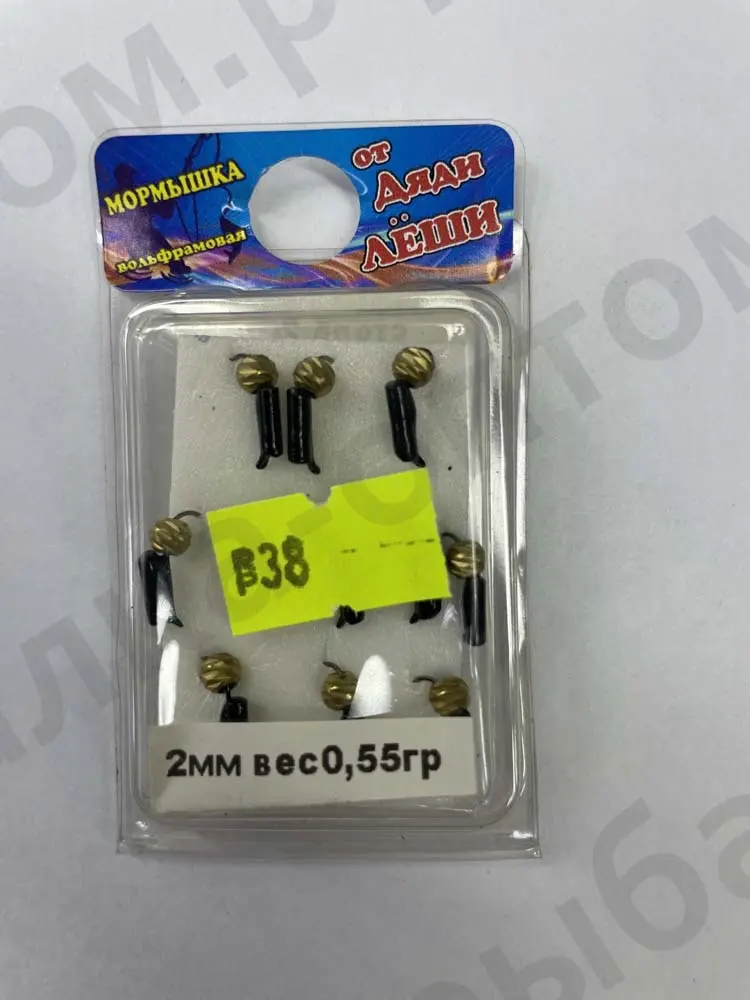 МОРМЫШКА
вольфрамовая
от
ДЯДИ
ЛЁШИ
В38
2мм вес0,55гр